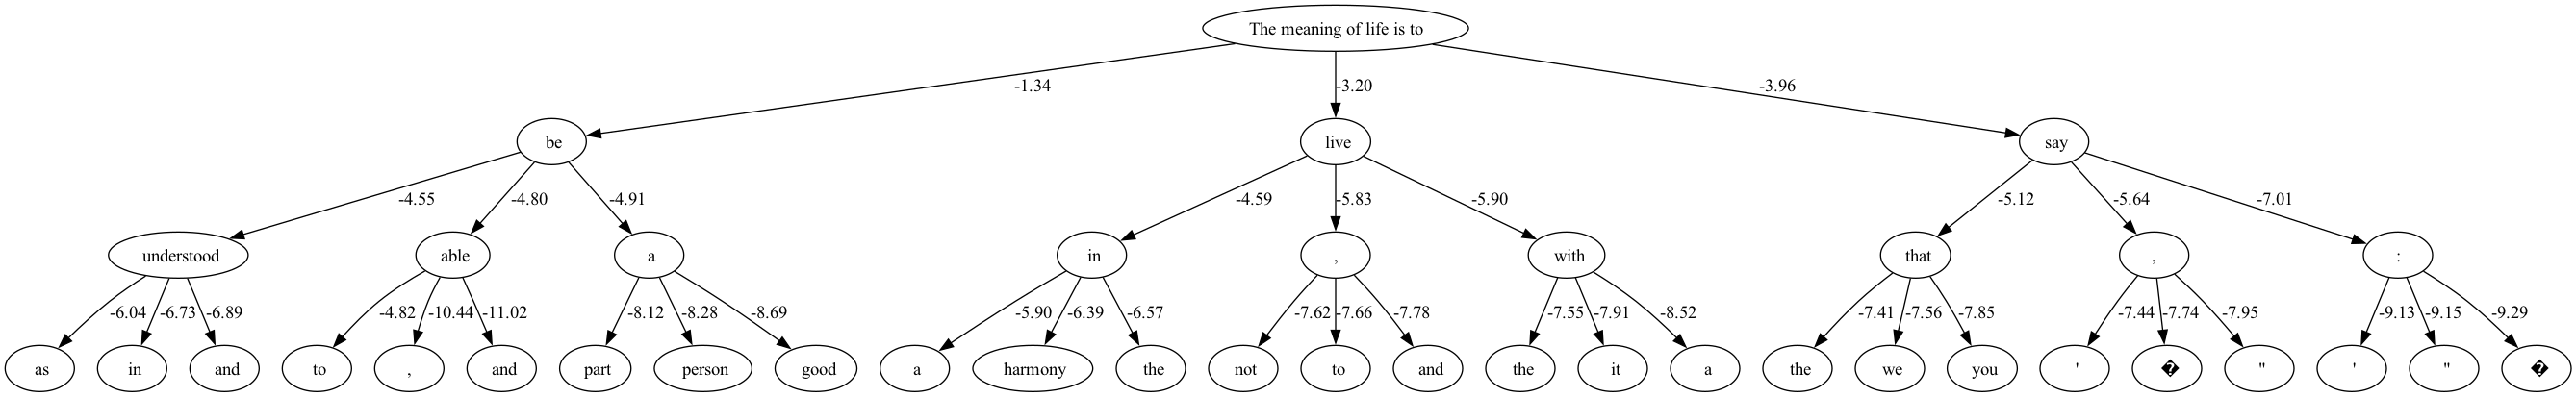 The meaning of life is to
-1.34 -3.20 -3.96
be live say
-4.55 -4.80 -4.91 -4.59 -5.83 -5.90 -5.12 -5.64 -7.01
understood able a in , with that , :
-6.04 -6.73 -6.89 -4.82 -10.44 -11.02 -8.12 -8.28 -8.69 -5.90 -6.39 -6.57 -7.62 -7.66 -7.78 -7.55 -7.91 -8.52 -7.41 -7.56 -7.85 -7.44 -7.74 -7.95 -9.13 -9.15 -9.29
as in and to , and part person good a harmony the not to and the it a the we you ' � " ' " �